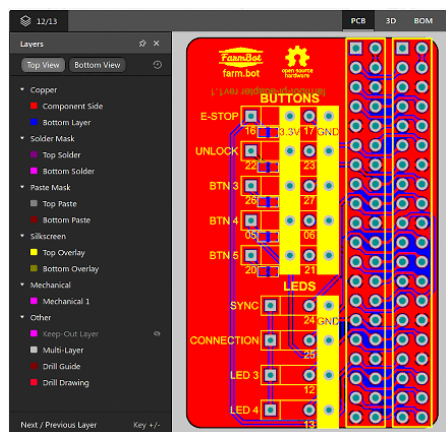 12/13
PCB 3D BOM
Layers
Top View Bottom View
Copper
Component Side
Bottom Layer
Solder Mask
Top Solder
Bottom Solder
Paste Mask
Top Paste
Bottom Paste
Silkscreen
Top Overlay
Bottom Overlay
Mechanical
Mechanical 1
Other
Keep-Out Layer
Multi-Layer
Drill Guide
Drill Drawing
Next / Previous Layer Key +/-
FarmBot
farm.bot
open source
hardware
BUTTONS
E-STOP
16 3.3V 17 GND
UNLOCK
22 23
BTN 3
26 27
BTN 4
05 06
BTN 5
20 21
LEDS
SYNC
24 GND
CONNECTION
25
LED 3
12
LED 4
13